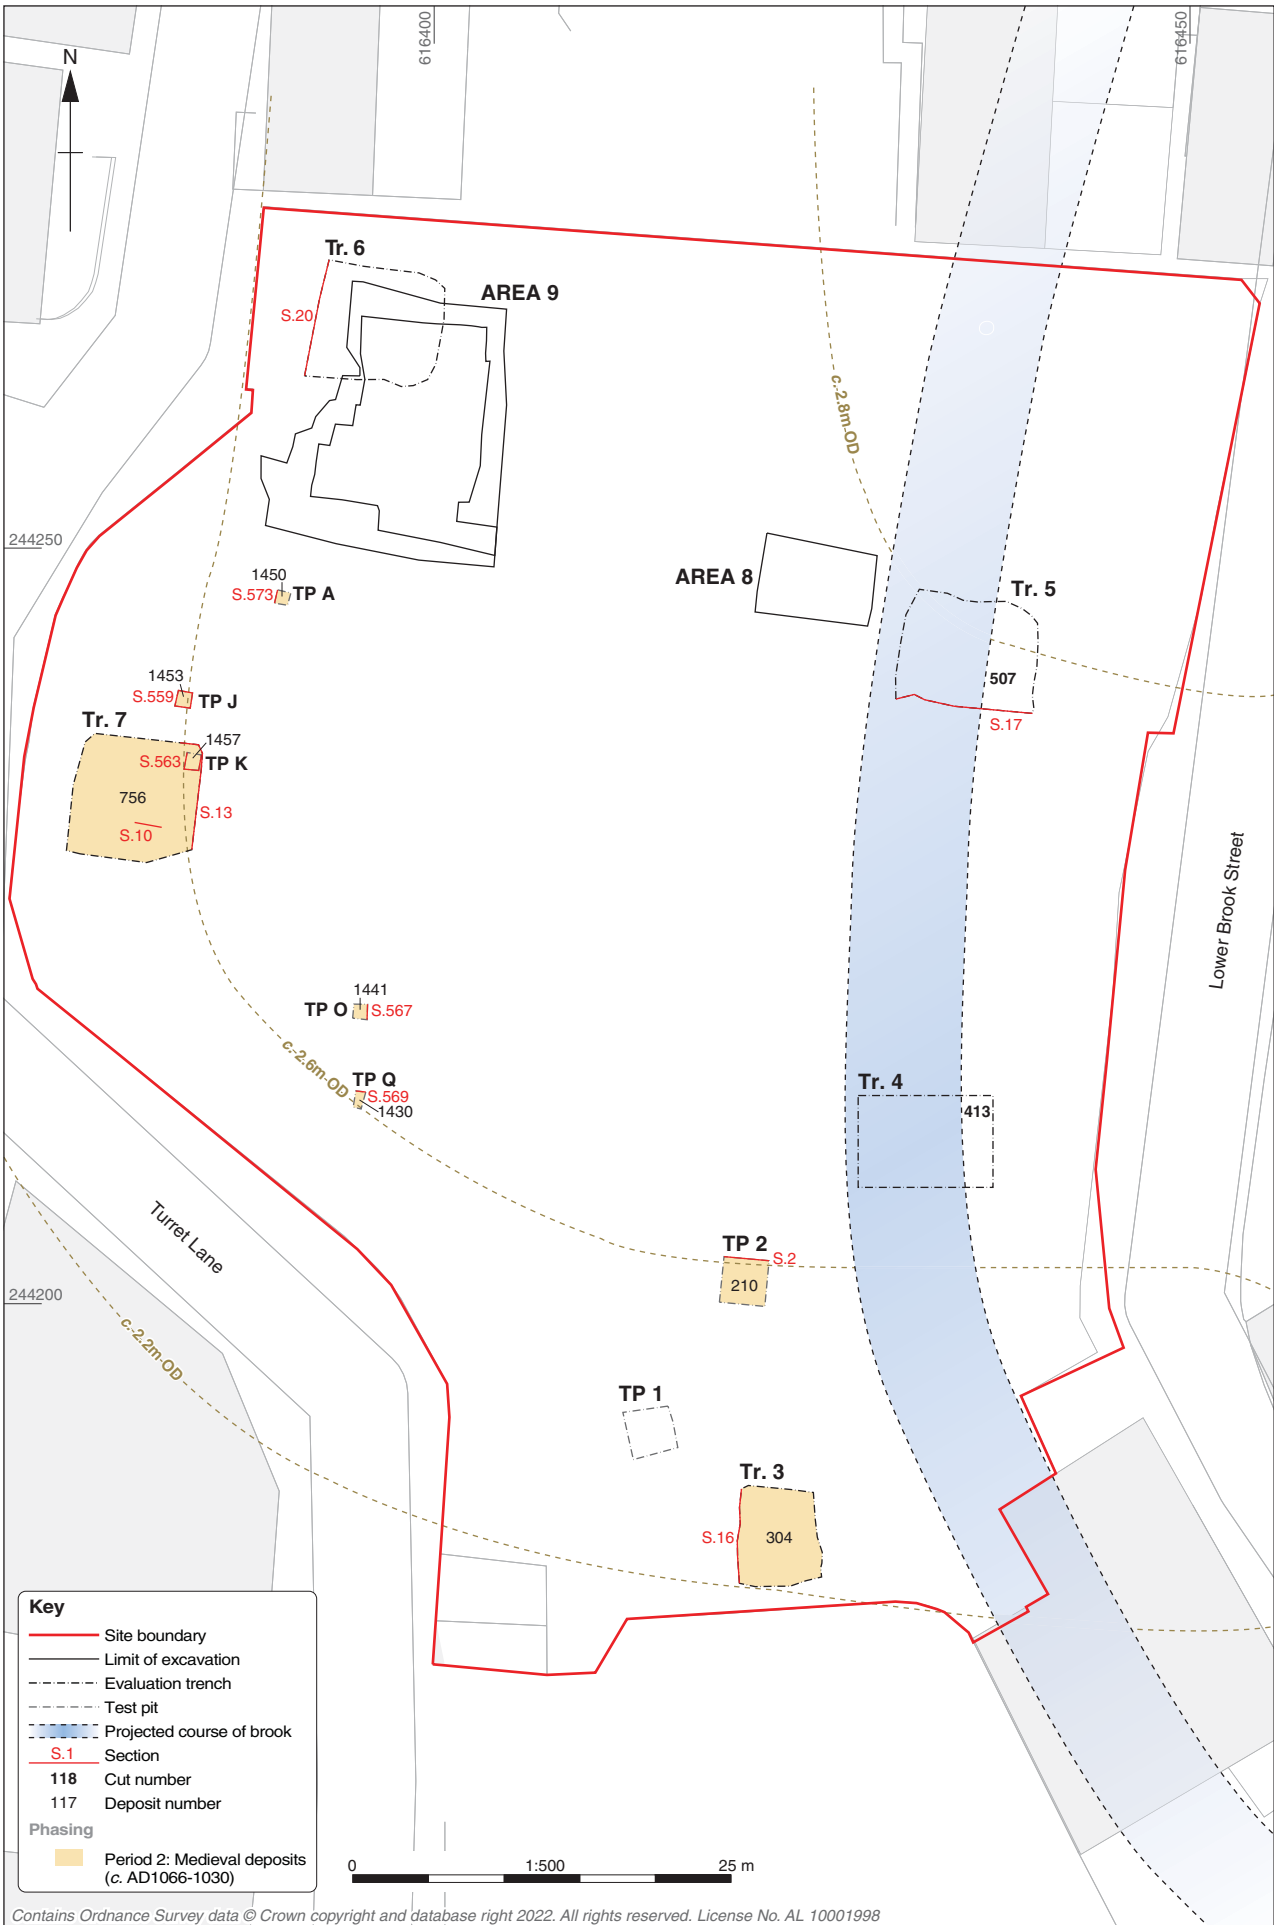 616400
616450
N
Tr. 6
AREA 9
S.20
c. 2.8m OD
244250
1450
S.573
TP A
AREA 8
Tr. 5
507
S.17
1453
S.559
TP J
Tr. 7
1457
S.563
TP K
756
S.13
S.10
Lower Brook Street
1441
TP O
S.567
c. 2.6m OD
TP Q
S.569
1430
Tr. 4
413
Turret Lane
TP 2
S.2
210
244200
c. 2.2m OD
TP 1
Tr. 3
S.16
304
Key
Site boundary
Limit of excavation
Evaluation trench
Test pit
Projected course of brook
S.1 Section
118 Cut number
117 Deposit number
Phasing
Period 2: Medieval deposits
(c. AD1066-1030)
0 1:500 25 m
Contains Ordnance Survey data © Crown copyright and database right 2022. All rights reserved. License No. AL 10001998